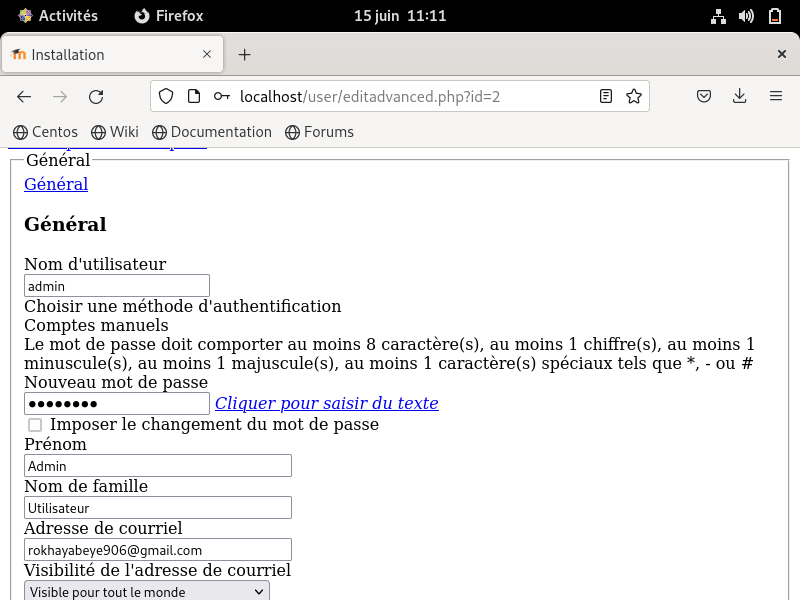 Activités
Firefox
15 juin 11:11
Installation
localhost/user/editadvanced.php?id=2
Centos
Wiki
Documentation
Forums
Général
Général
Général
Nom d'utilisateur
admin
Choisir une méthode d'authentification
Comptes manuels
Le mot de passe doit comporter au moins 8 caractère(s), au moins 1 chiffre(s), au moins 1
minuscule(s), au moins 1 majuscule(s), au moins 1 caractère(s) spéciaux tels que *, - ou #
Nouveau mot de passe
●●●●●●●● Cliquer pour saisir du texte
Imposer le changement du mot de passe
Prénom
Admin
Nom de famille
Utilisateur
Adresse de courriel
rokhayabeye906@gmail.com
Visibilité de l'adresse de courriel
Visible pour tout le monde